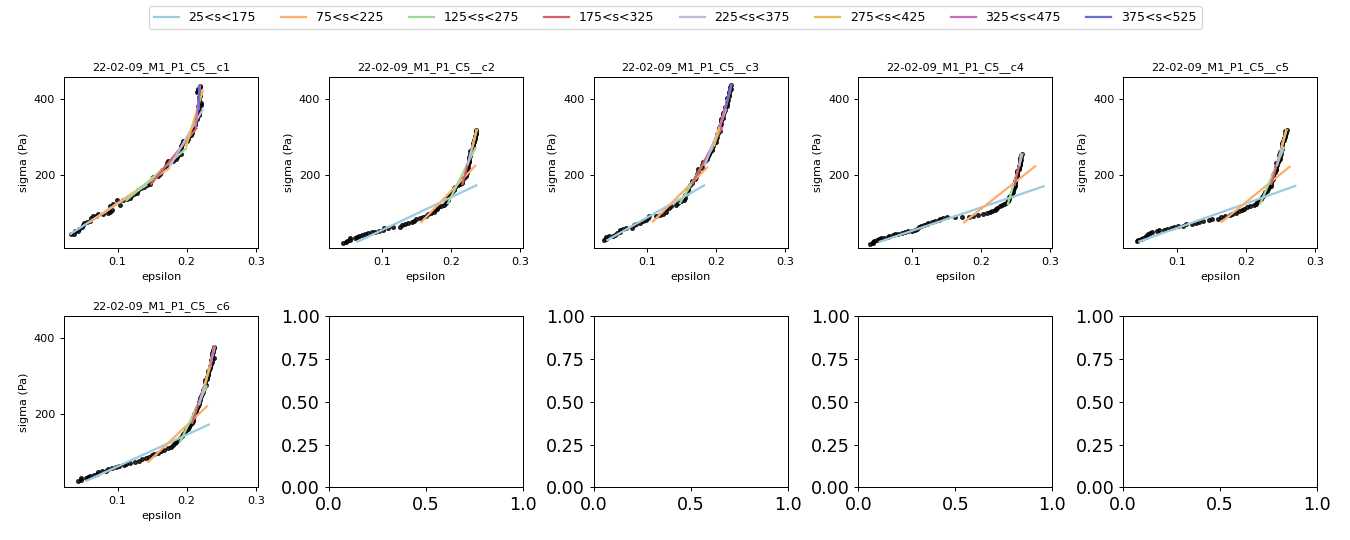 25<s<175 75<s<225 125<s<275 175<s<325 225<s<375 275<s<425 325<s<475 375<s<525
22-02-09_M1_P1_C5__c1 22-02-09_M1_P1_C5__c2 22-02-09_M1_P1_C5__c3 22-02-09_M1_P1_C5__c4 22-02-09_M1_P1_C5__c5
400 400 400 400 400
sigma (Pa) sigma (Pa) sigma (Pa) sigma (Pa) sigma (Pa)
200 200 200 200 200
0.1 0.2 0.3 0.1 0.2 0.3 0.1 0.2 0.3 0.1 0.2 0.3 0.1 0.2 0.3
epsilon epsilon epsilon epsilon epsilon
22-02-09_M1_P1_C5__c6
1.00 1.00 1.00 1.00
400
0.75 0.75 0.75 0.75
sigma (Pa)
0.50 0.50 0.50 0.50
200
0.25 0.25 0.25 0.25
0.00 0.00 0.00 0.00
0.1 0.2 0.3 0.0 0.5 1.0 0.0 0.5 1.0 0.0 0.5 1.0 0.0 0.5 1.0
epsilon